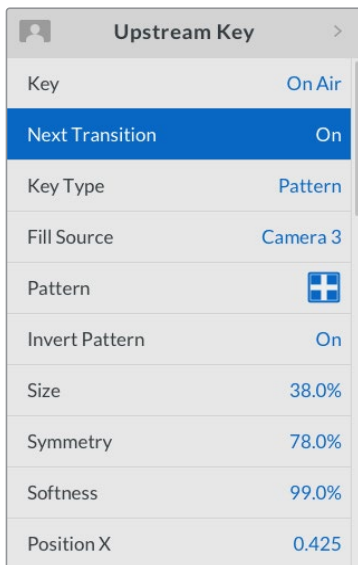 Upstream Key
Key On Air
Next Transition On
Key Type Pattern
Fill Source Camera 3
Pattern
Invert Pattern On
Size 38.0%
Symmetry 78.0%
Softness 99.0%
Position X 0.425